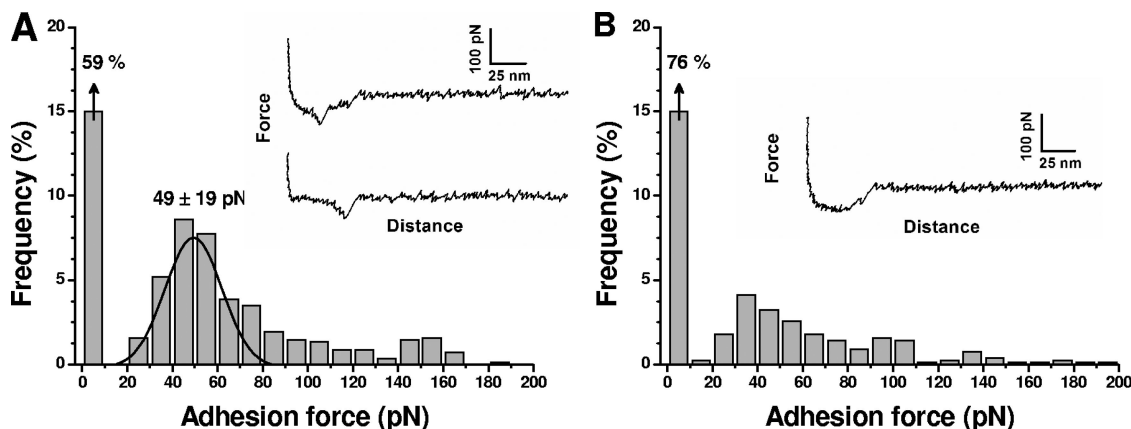 A
20
15
10
5
0
Frequency (%)
59 %
49 ± 19 pN
Force
Distance
100 pN
25 nm
0 20 40 60 80 100 120 140 160 180 200
Adhesion force (pN)
B
20
15
10
5
0
Frequency (%)
76 %
Force
Distance
100 pN
25 nm
0 20 40 60 80 100 120 140 160 180 200
Adhesion force (pN)